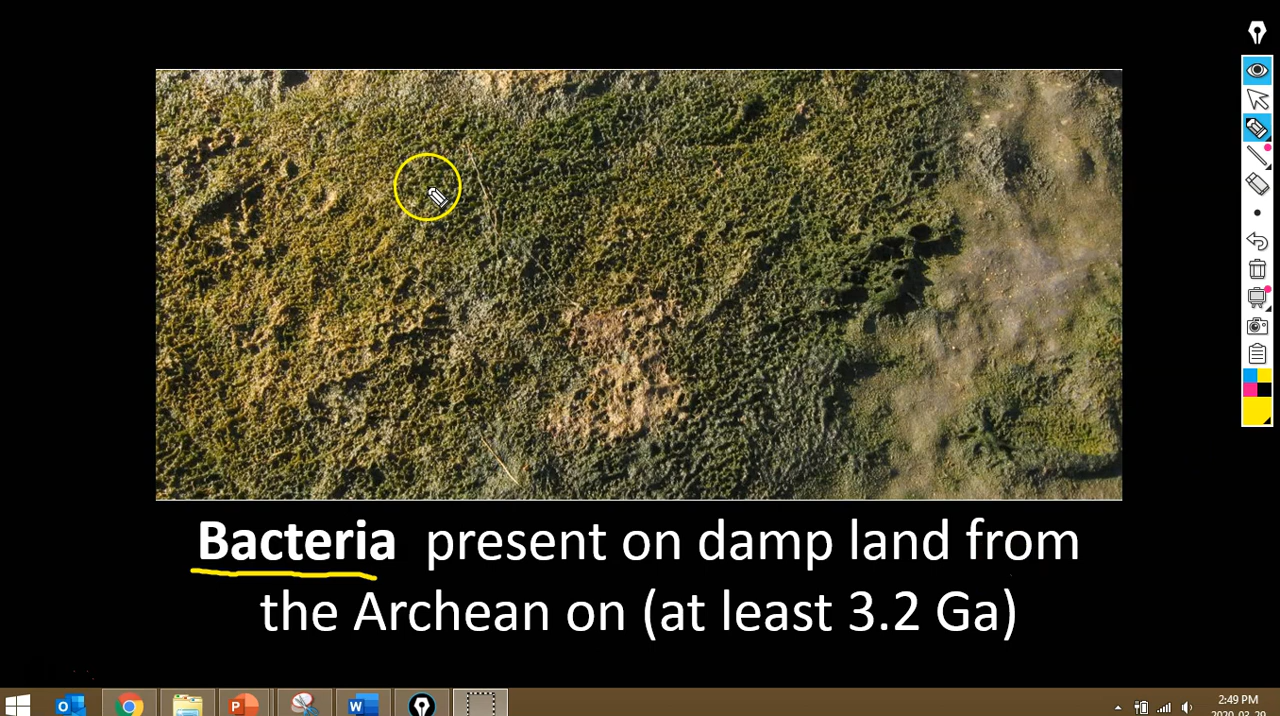 Bacteria present on damp land from
the Archean on (at least 3.2 Ga)
2:49 PM